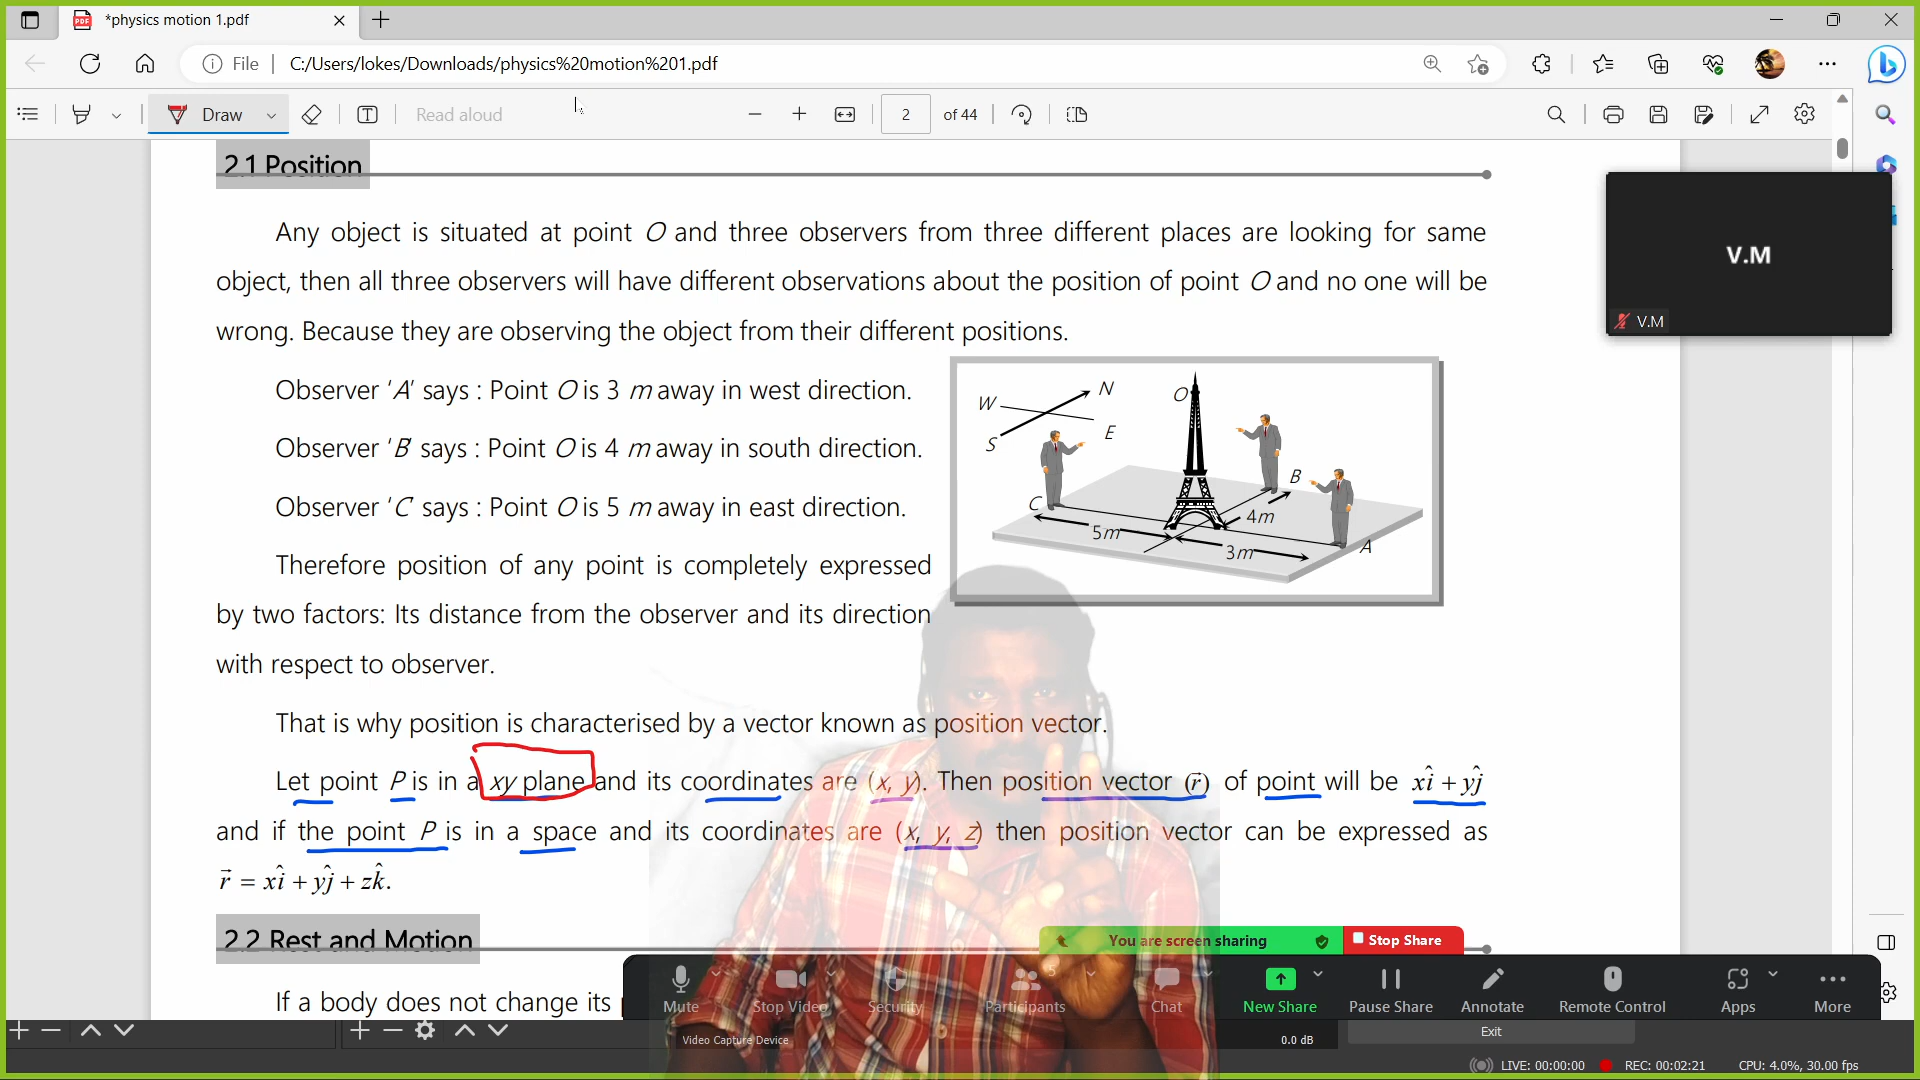 *physics motion 1.pdf
File
C:/Users/lokes/Downloads/physics%20motion%201.pdf
Draw
Read aloud
2
of 44
2.1 Position
Any object is situated at point O and three observers from three different places are looking for same
object, then all three observers will have different observations about the position of point O and no one will be
wrong. Because they are observing the object from their different positions.
Observer 'A' says : Point O is 3 m away in west direction.
Observer 'B' says : Point O is 4 m away in south direction.
Observer 'C' says : Point O is 5 m away in east direction.
Therefore position of any point is completely expressed
by two factors: Its distance from the observer and its direction
with respect to observer.
W
N
S
E
O
B
C
A
4m
5m
3m
That is why position is characterised by a vector known as position vector.
Let point P is in a xy plane and its coordinates are (x, y). Then position vector (r⃗) of point will be xî + yĵ
and if the point P is in a space and its coordinates are (x, y, z) then position vector can be expressed as
r⃗ = xî + yĵ + zk̂.
2.2 Rest and Motion
If a body does not change its
V.M
V.M
You are screen sharing
Stop Share
Mute
Stop Video
Security
Participants
5
Chat
New Share
Pause Share
Annotate
Remote Control
Apps
More
Video Capture Device
0.0 dB
Exit
LIVE: 00:00:00
REC: 00:02:21
CPU: 4.0%, 30.00 fps